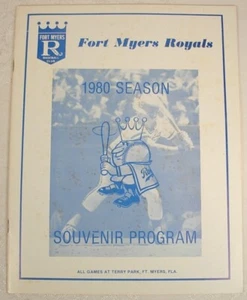 FORT MYERS
R
Fort Myers Royals
1980 SEASON
SOUVENIR PROGRAM
ALL GAMES AT TERRY PARK, FT. MYERS, FLA.